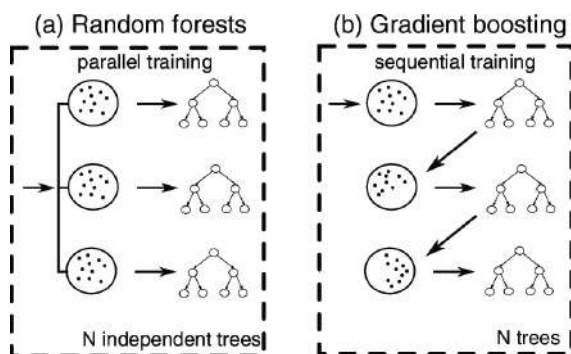 (a) Random forests
parallel training
N independent trees
(b) Gradient boosting
sequential training
N trees